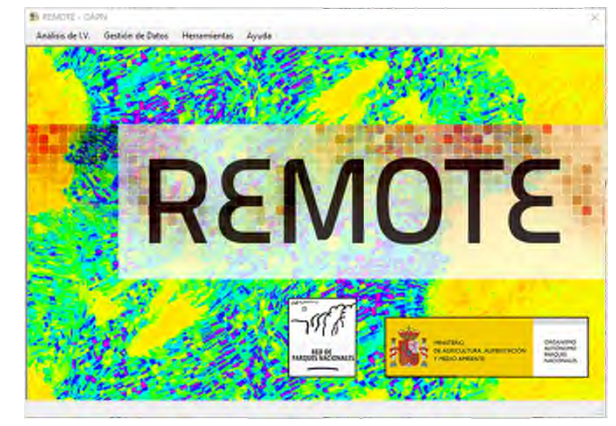 REMOTE - OAPN
Análisis de I.V. Gestión de Datos Herramientas Ayuda
REMOTE
RED DE
PARQUES NACIONALES
MINISTERIO
DE AGRICULTURA, ALIMENTACIÓN
Y MEDIO AMBIENTE
ORGANISMO
AUTÓNOMO
PARQUES
NACIONALES